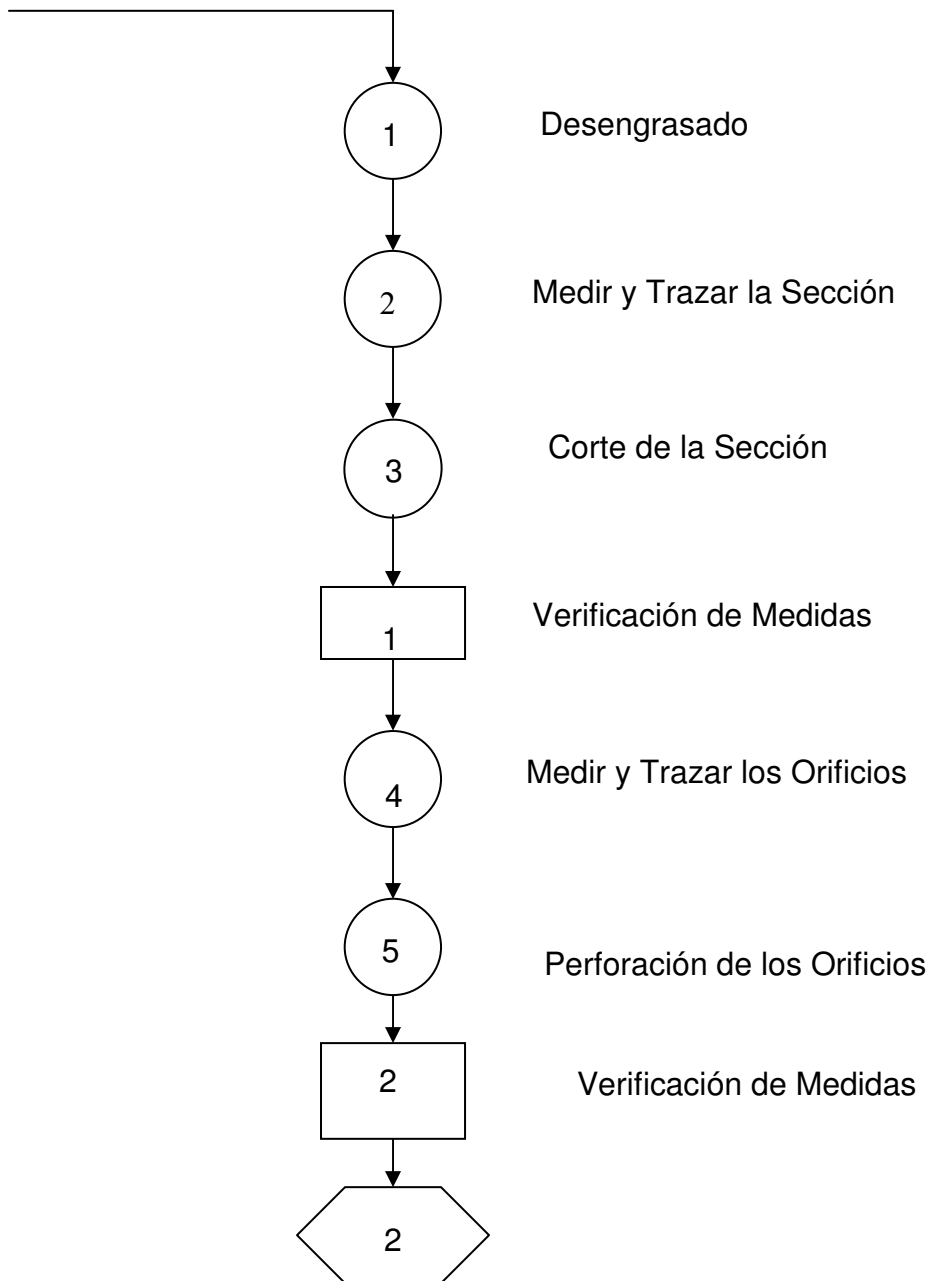 1 Desengrasado
2 Medir y Trazar la Sección
3 Corte de la Sección
1 Verificación de Medidas
4 Medir y Trazar los Orificios
5 Perforación de los Orificios
2 Verificación de Medidas
2